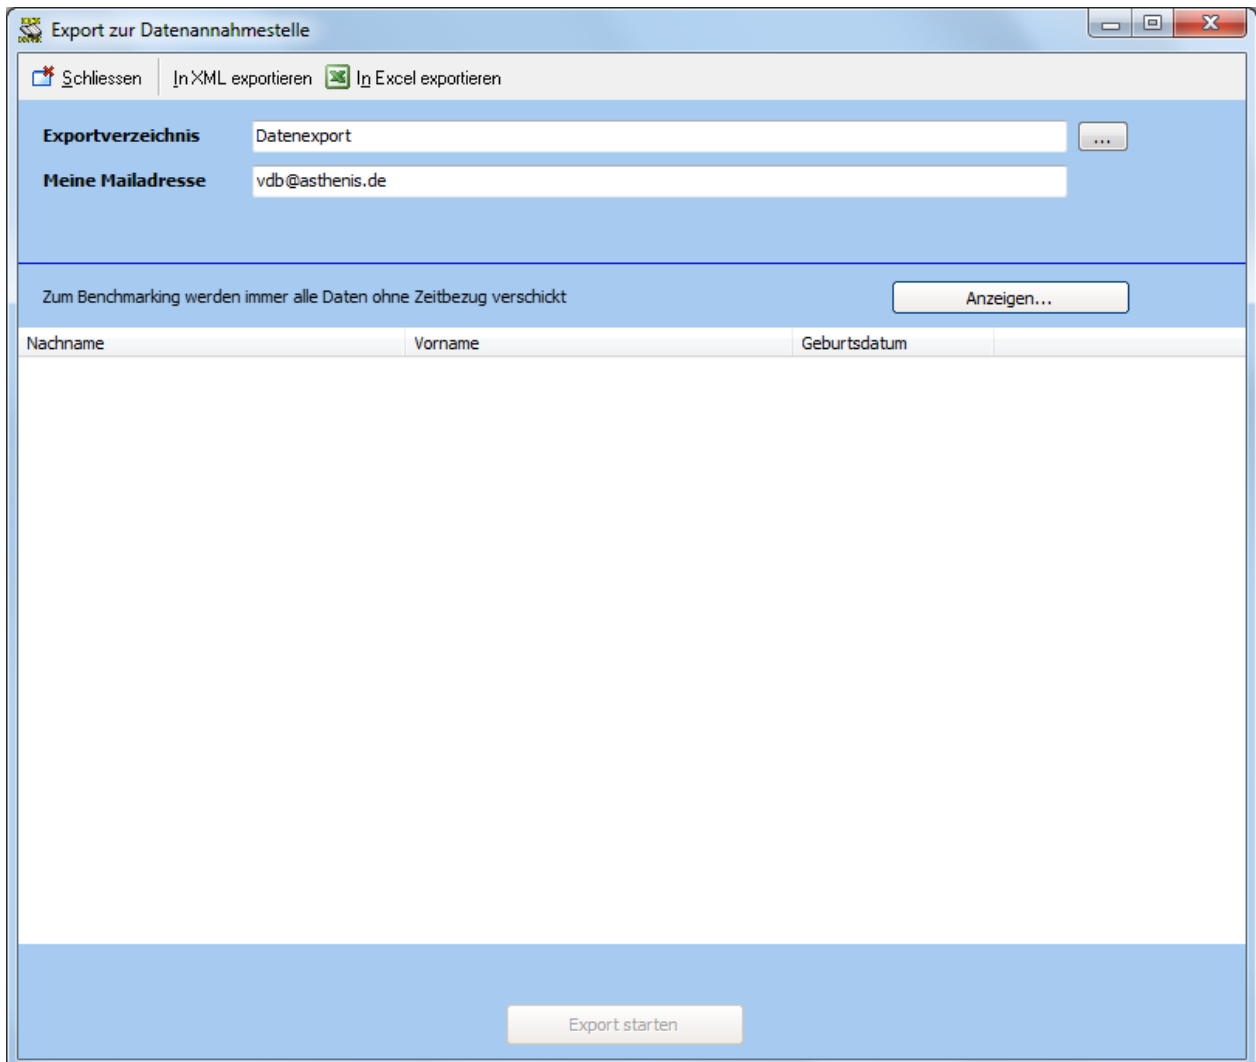 Export zur Datenannahmestelle
Schliessen In XML exportieren In Excel exportieren
Exportverzeichnis Datenexport ...
Meine Mailadresse vdb@asthenis.de
Zum Benchmarking werden immer alle Daten ohne Zeitbezug verschickt Anzeigen...
Nachname Vorname Geburtsdatum
Export starten